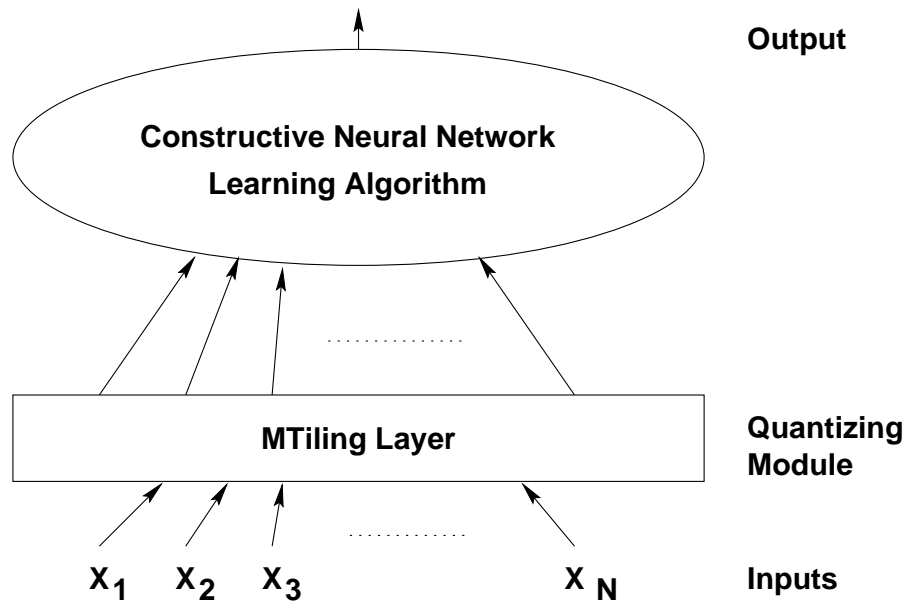 Output
Constructive Neural Network
Learning Algorithm
MTiling Layer
Quantizing
Module
X1 X2 X3 X N Inputs